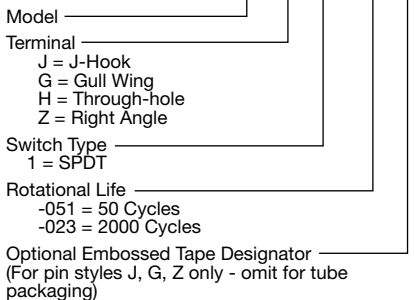 Model
Terminal
J = J-Hook
G = Gull Wing
H = Through-hole
Z = Right Angle
Switch Type
1 = SPDT
Rotational Life
-051 = 50 Cycles
-023 = 2000 Cycles
Optional Embossed Tape Designator
(For pin styles J, G, Z only - omit for tube
packaging)